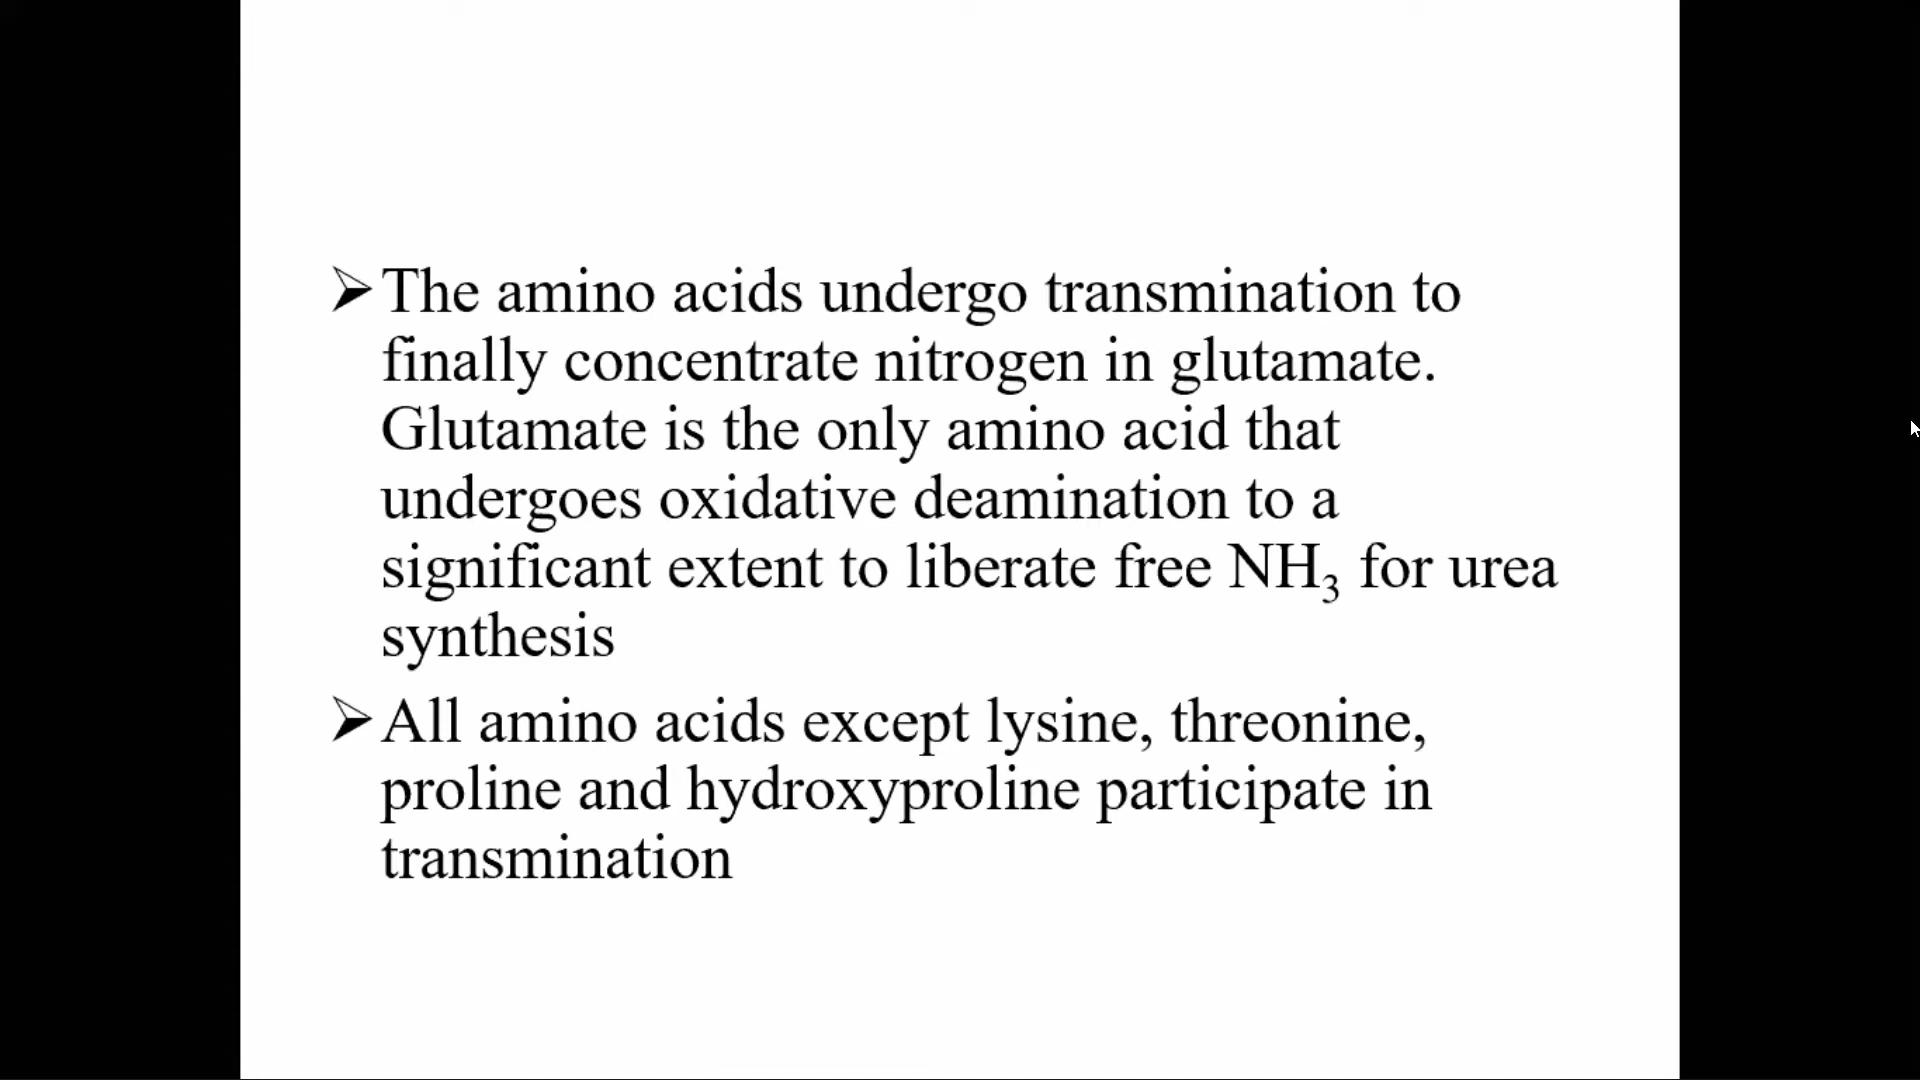 ➢The amino acids undergo transmination to
finally concentrate nitrogen in glutamate.
Glutamate is the only amino acid that
undergoes oxidative deamination to a
significant extent to liberate free NH₃ for urea
synthesis
➢All amino acids except lysine, threonine,
proline and hydroxyproline participate in
transmination